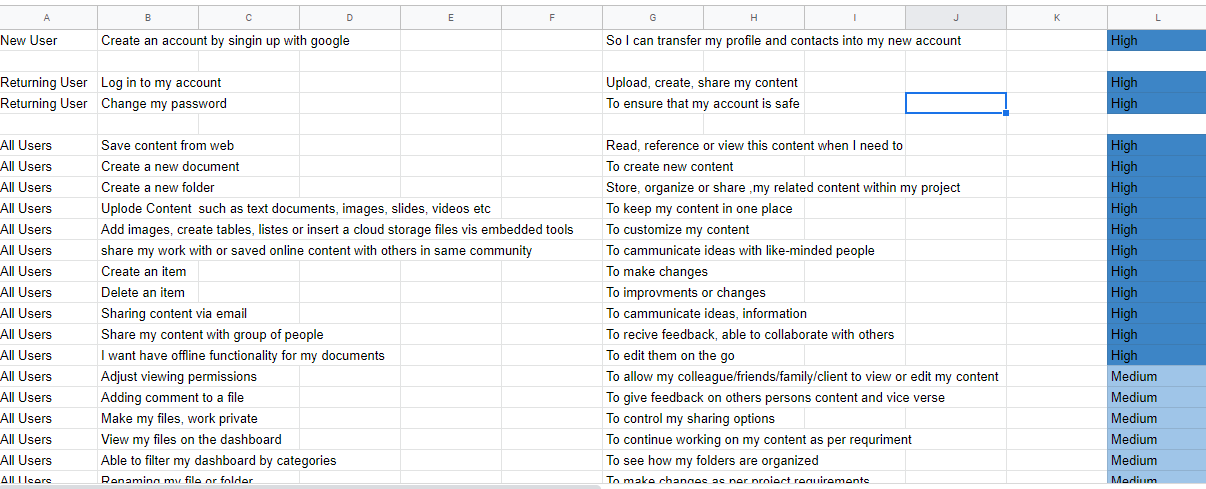 A B C D E F G H I J K L
New User Create an account by singin up with google So I can transfer my profile and contacts into my new account High
Returning User Log in to my account Upload, create, share my content High
Returning User Change my password To ensure that my account is safe High
All Users Save content from web Read, reference or view this content when I need to High
All Users Create a new document To create new content High
All Users Create a new folder Store, organize or share ,my related content within my project High
All Users Uplode Content such as text documents, images, slides, videos etc To keep my content in one place High
All Users Add images, create tables, listes or insert a cloud storage files vis embedded tools To customize my content High
All Users share my work with or saved online content with others in same community To cammunicate ideas with like-minded people High
All Users Create an item To make changes High
All Users Delete an item To improvments or changes High
All Users Sharing content via email To cammunicate ideas, information High
All Users Share my content with group of people To recive feedback, able to collaborate with others High
All Users I want have offline functionality for my documents To edit them on the go High
All Users Adjust viewing permissions To allow my colleague/friends/family/client to view or edit my content Medium
All Users Adding comment to a file To give feedback on others persons content and vice verse Medium
All Users Make my files, work private To control my sharing options Medium
All Users View my files on the dashboard To continue working on my content as per requriment Medium
All Users Able to filter my dashboard by categories To see how my folders are organized Medium
All Users Renaming my file or folder To make changes as per project requirements Medium